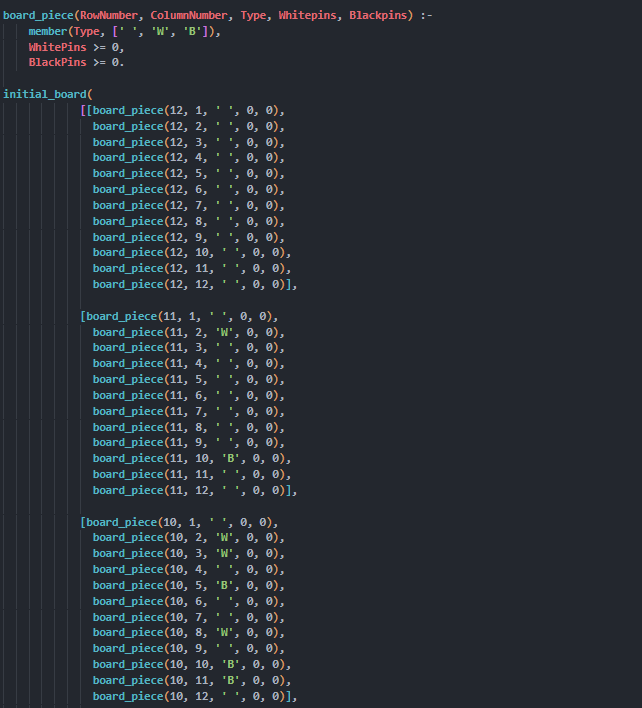 board_piece(RowNumber, ColumnNumber, Type, Whitepins, Blackpins) :-
member(Type, [' ', 'W', 'B']),
WhitePins >= 0,
BlackPins >= 0.
initial_board(
[[board_piece(12, 1, ' ', 0, 0),
board_piece(12, 2, ' ', 0, 0),
board_piece(12, 3, ' ', 0, 0),
board_piece(12, 4, ' ', 0, 0),
board_piece(12, 5, ' ', 0, 0),
board_piece(12, 6, ' ', 0, 0),
board_piece(12, 7, ' ', 0, 0),
board_piece(12, 8, ' ', 0, 0),
board_piece(12, 9, ' ', 0, 0),
board_piece(12, 10, ' ', 0, 0),
board_piece(12, 11, ' ', 0, 0),
board_piece(12, 12, ' ', 0, 0)],
[board_piece(11, 1, ' ', 0, 0),
board_piece(11, 2, 'W', 0, 0),
board_piece(11, 3, ' ', 0, 0),
board_piece(11, 4, ' ', 0, 0),
board_piece(11, 5, ' ', 0, 0),
board_piece(11, 6, ' ', 0, 0),
board_piece(11, 7, ' ', 0, 0),
board_piece(11, 8, ' ', 0, 0),
board_piece(11, 9, ' ', 0, 0),
board_piece(11, 10, 'B', 0, 0),
board_piece(11, 11, ' ', 0, 0),
board_piece(11, 12, ' ', 0, 0)],
[board_piece(10, 1, ' ', 0, 0),
board_piece(10, 2, 'W', 0, 0),
board_piece(10, 3, 'W', 0, 0),
board_piece(10, 4, ' ', 0, 0),
board_piece(10, 5, 'B', 0, 0),
board_piece(10, 6, ' ', 0, 0),
board_piece(10, 7, ' ', 0, 0),
board_piece(10, 8, 'W', 0, 0),
board_piece(10, 9, ' ', 0, 0),
board_piece(10, 10, 'B', 0, 0),
board_piece(10, 11, 'B', 0, 0),
board_piece(10, 12, ' ', 0, 0)],